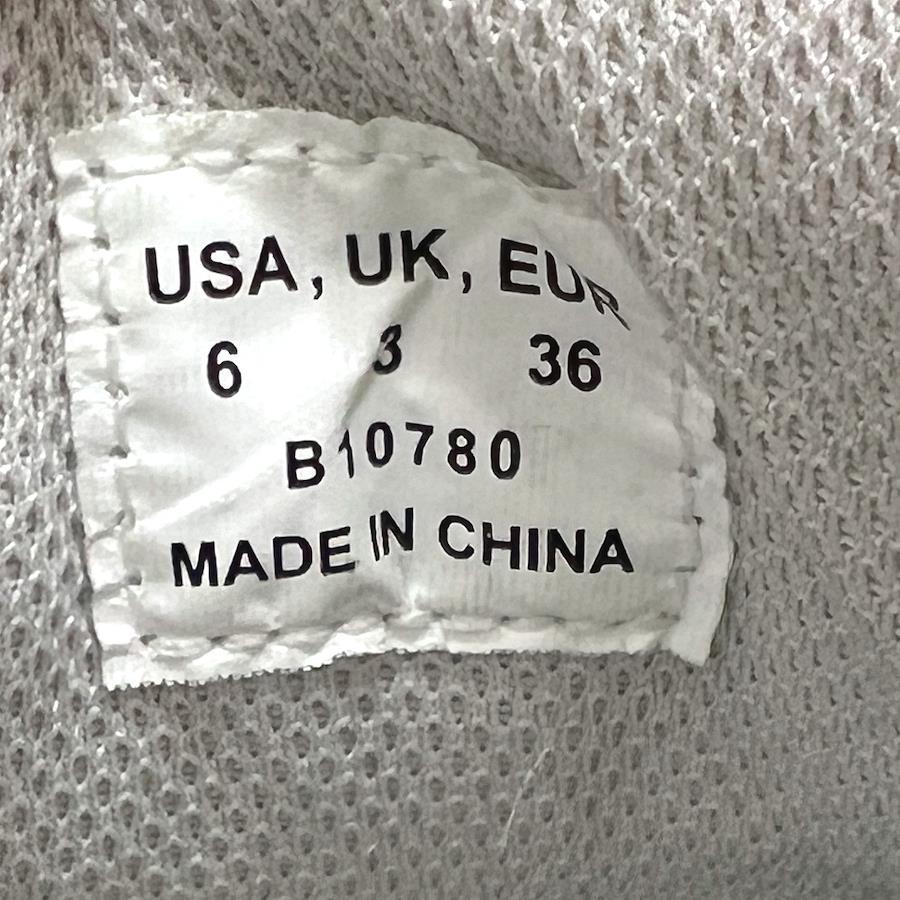 USA, UK, EUR
6 3 36
B10780
MADE IN CHINA